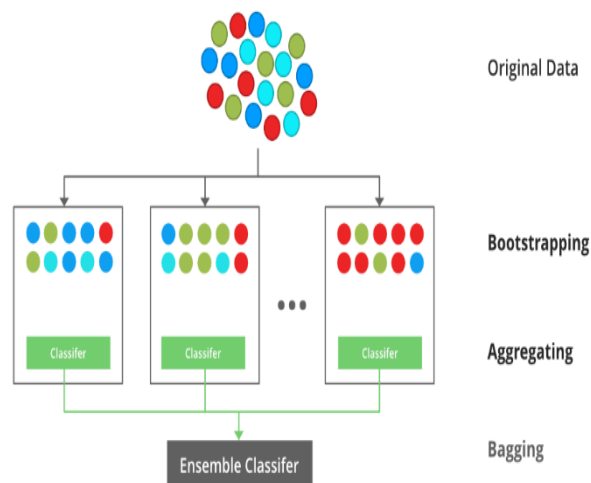 Original Data
Bootstrapping
Classifer
Classifer
Classifer
Aggregating
Ensemble Classifer
Bagging